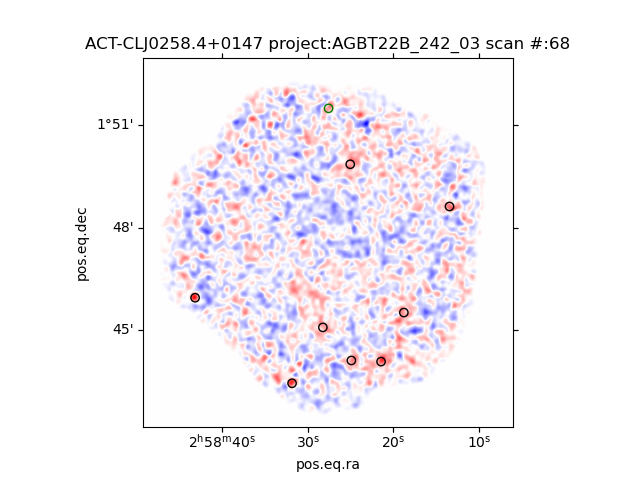 ACT-CLJ0258.4+0147 project:AGBT22B_242_03 scan #:68
1°51'
48'
45'
pos.eq.dec
2ʰ58ᵐ40ˢ 30ˢ 20ˢ 10ˢ
pos.eq.ra